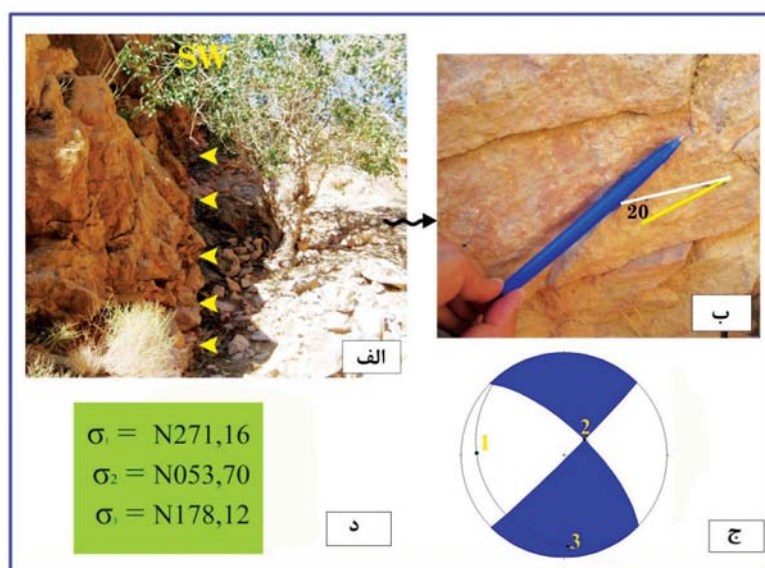 SW
الف
20
ب
σ₁ = N271,16
σ₂ = N053,70
σ₃ = N178,12
د
1
2
3
ج